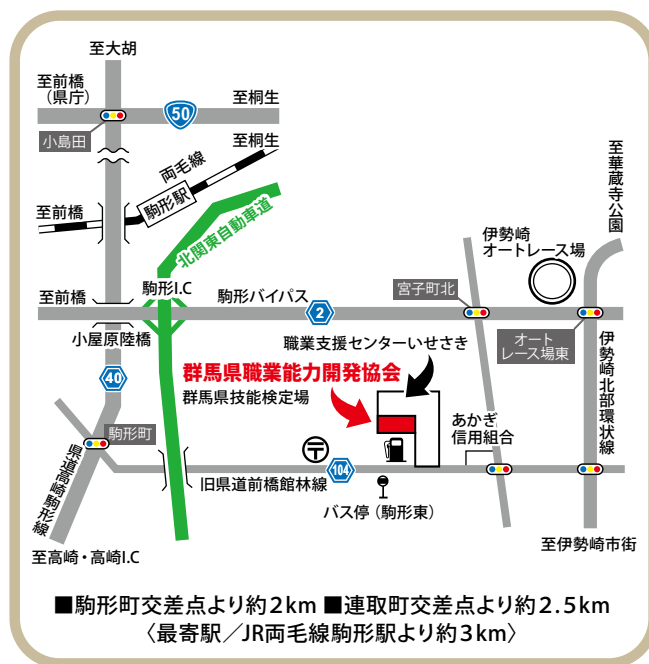 至大胡
至前橋
（県庁）
50
至桐生
小島田
至桐生
両毛線
駒形駅
至前橋
北関東自動車道
至華蔵寺公園
伊勢崎
オートレース場
駒形I.C
至前橋
駒形バイパス
2
宮子町北
小屋原陸橋
オート
レース場東
職業支援センターいせさき
伊勢崎北部環状線
40
群馬県職業能力開発協会
群馬県技能検定場
駒形町
あかぎ
信用組合
〒
104
旧県道前橋館林線
県道高崎駒形線
バス停（駒形東）
至高崎・高崎I.C
至伊勢崎市街
■駒形町交差点より約2km ■連取町交差点より約2.5km
〈最寄駅／JR両毛線駒形駅より約3km〉